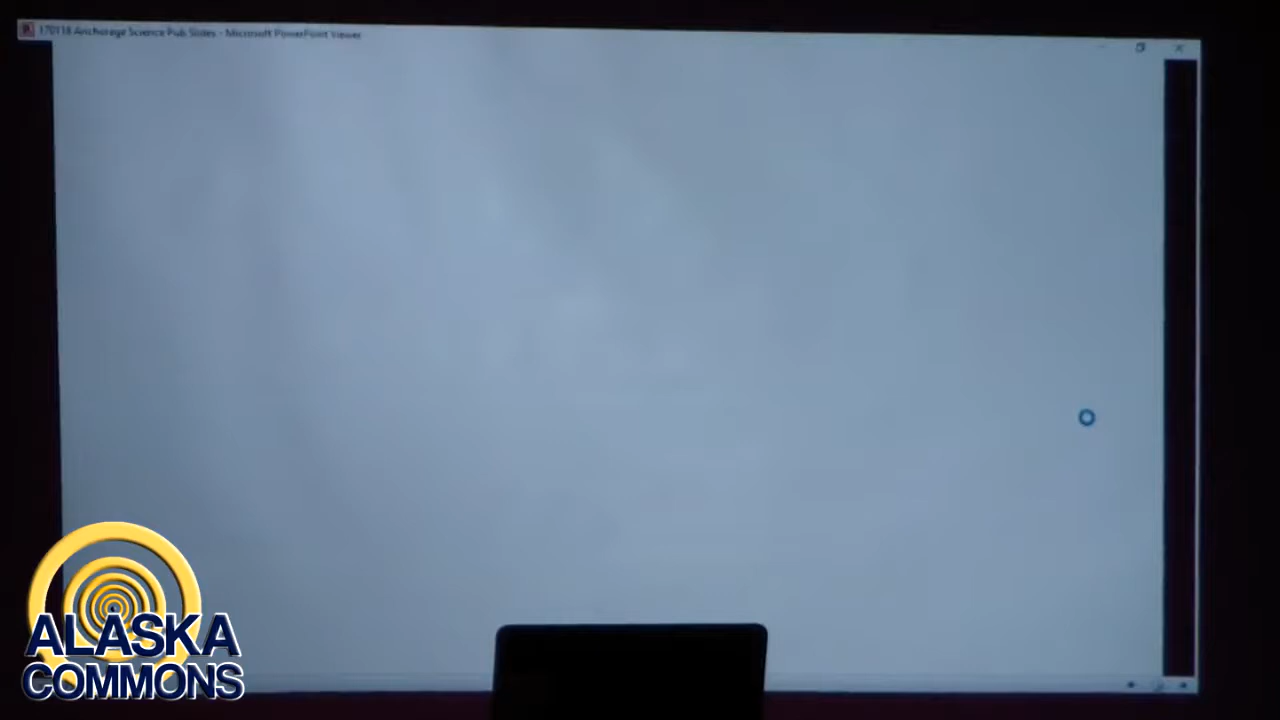 170118 Anchorage Science Pub Slides - Microsoft PowerPoint Viewer
ALASKA
COMMONS